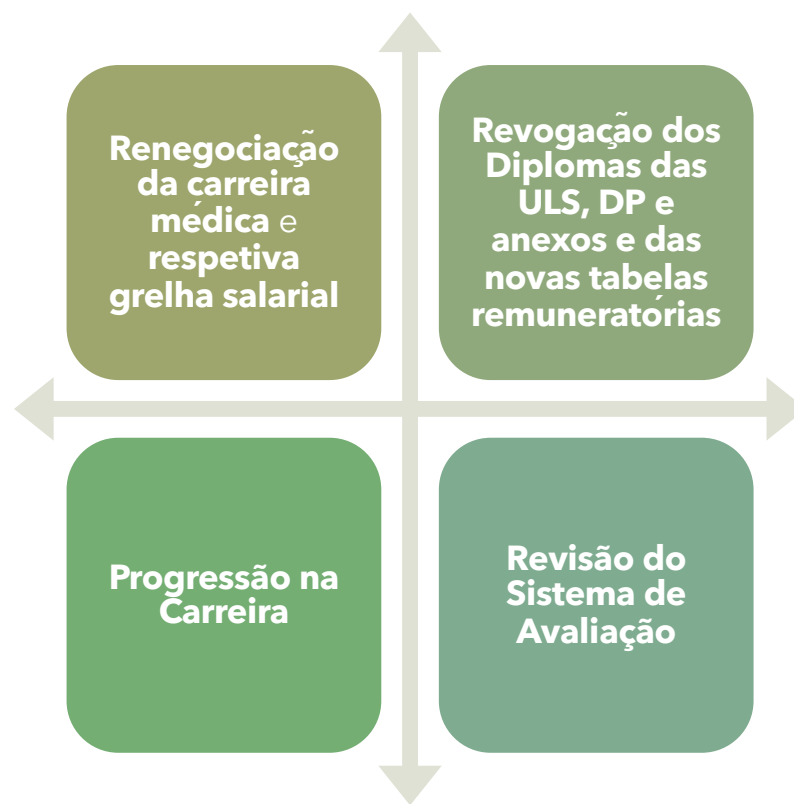 Renegociação
da carreira
médica e
respetiva
grelha salarial
Revogação dos
Diplomas das
ULS, DP e
anexos e das
novas tabelas
remuneratórias
Progressão na
Carreira
Revisão do
Sistema de
Avaliação